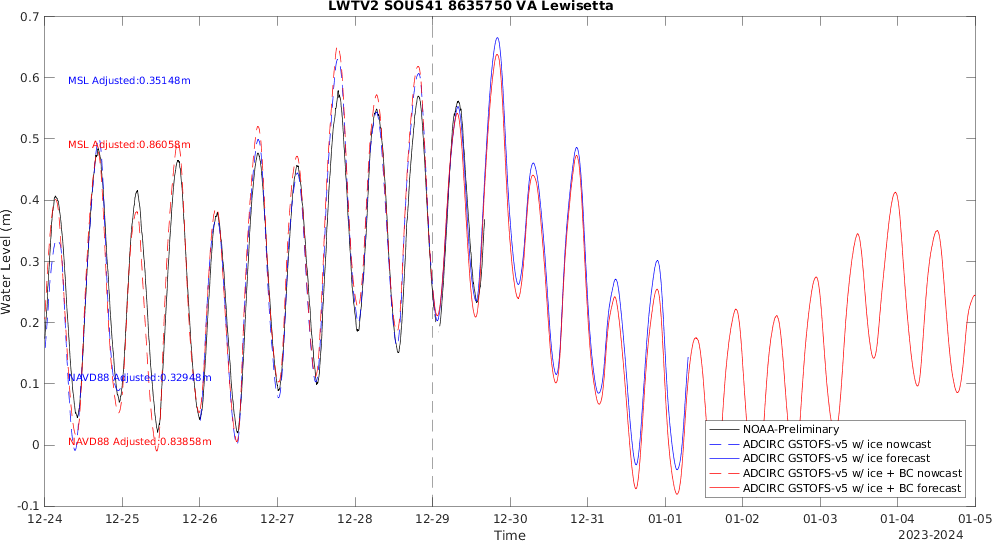 LWTV2 SOUS41 8635750 VA Lewisetta
0.7
0.6
0.5
0.4
0.3
0.2
0.1
0
-0.1
Water Level (m)
MSL Adjusted:0.35148m
MSL Adjusted:0.86058m
NAVD88 Adjusted:0.32948m
NAVD88 Adjusted:0.83858m
NOAA-Preliminary
ADCIRC GSTOFS-v5 w/ ice nowcast
ADCIRC GSTOFS-v5 w/ ice forecast
ADCIRC GSTOFS-v5 w/ ice + BC nowcast
ADCIRC GSTOFS-v5 w/ ice + BC forecast
12-24 12-25 12-26 12-27 12-28 12-29 12-30 12-31 01-01 01-02 01-03 01-04 01-05
Time
2023-2024